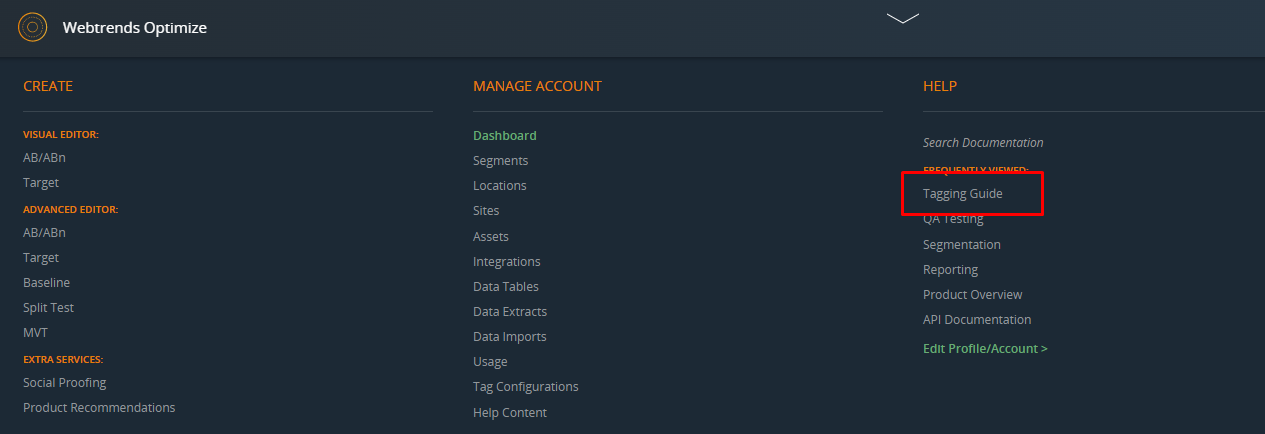 Webtrends Optimize
CREATE
VISUAL EDITOR:
AB/ABn
Target
ADVANCED EDITOR:
AB/ABn
Target
Baseline
Split Test
MVT
EXTRA SERVICES:
Social Proofing
Product Recommendations
MANAGE ACCOUNT
Dashboard
Segments
Locations
Sites
Assets
Integrations
Data Tables
Data Extracts
Data Imports
Usage
Tag Configurations
Help Content
HELP
Search Documentation
FREQUENTLY VIEWED:
Tagging Guide
QA Testing
Segmentation
Reporting
Product Overview
API Documentation
Edit Profile/Account >